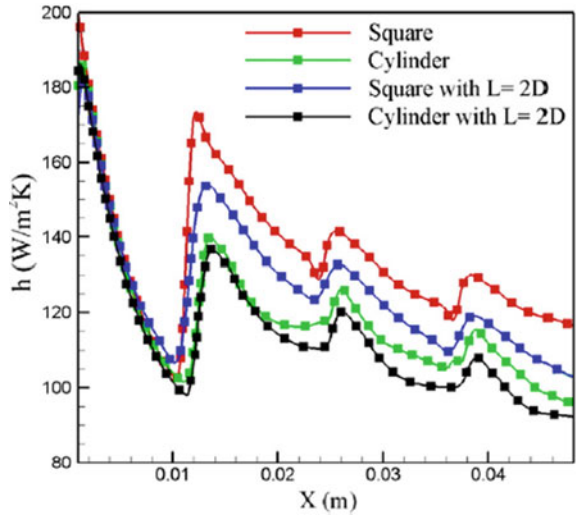 200
180
160
140
120
100
80
h (W/m²K)
Square
Cylinder
Square with L= 2D
Cylinder with L= 2D
0.01
0.02
0.03
0.04
X (m)